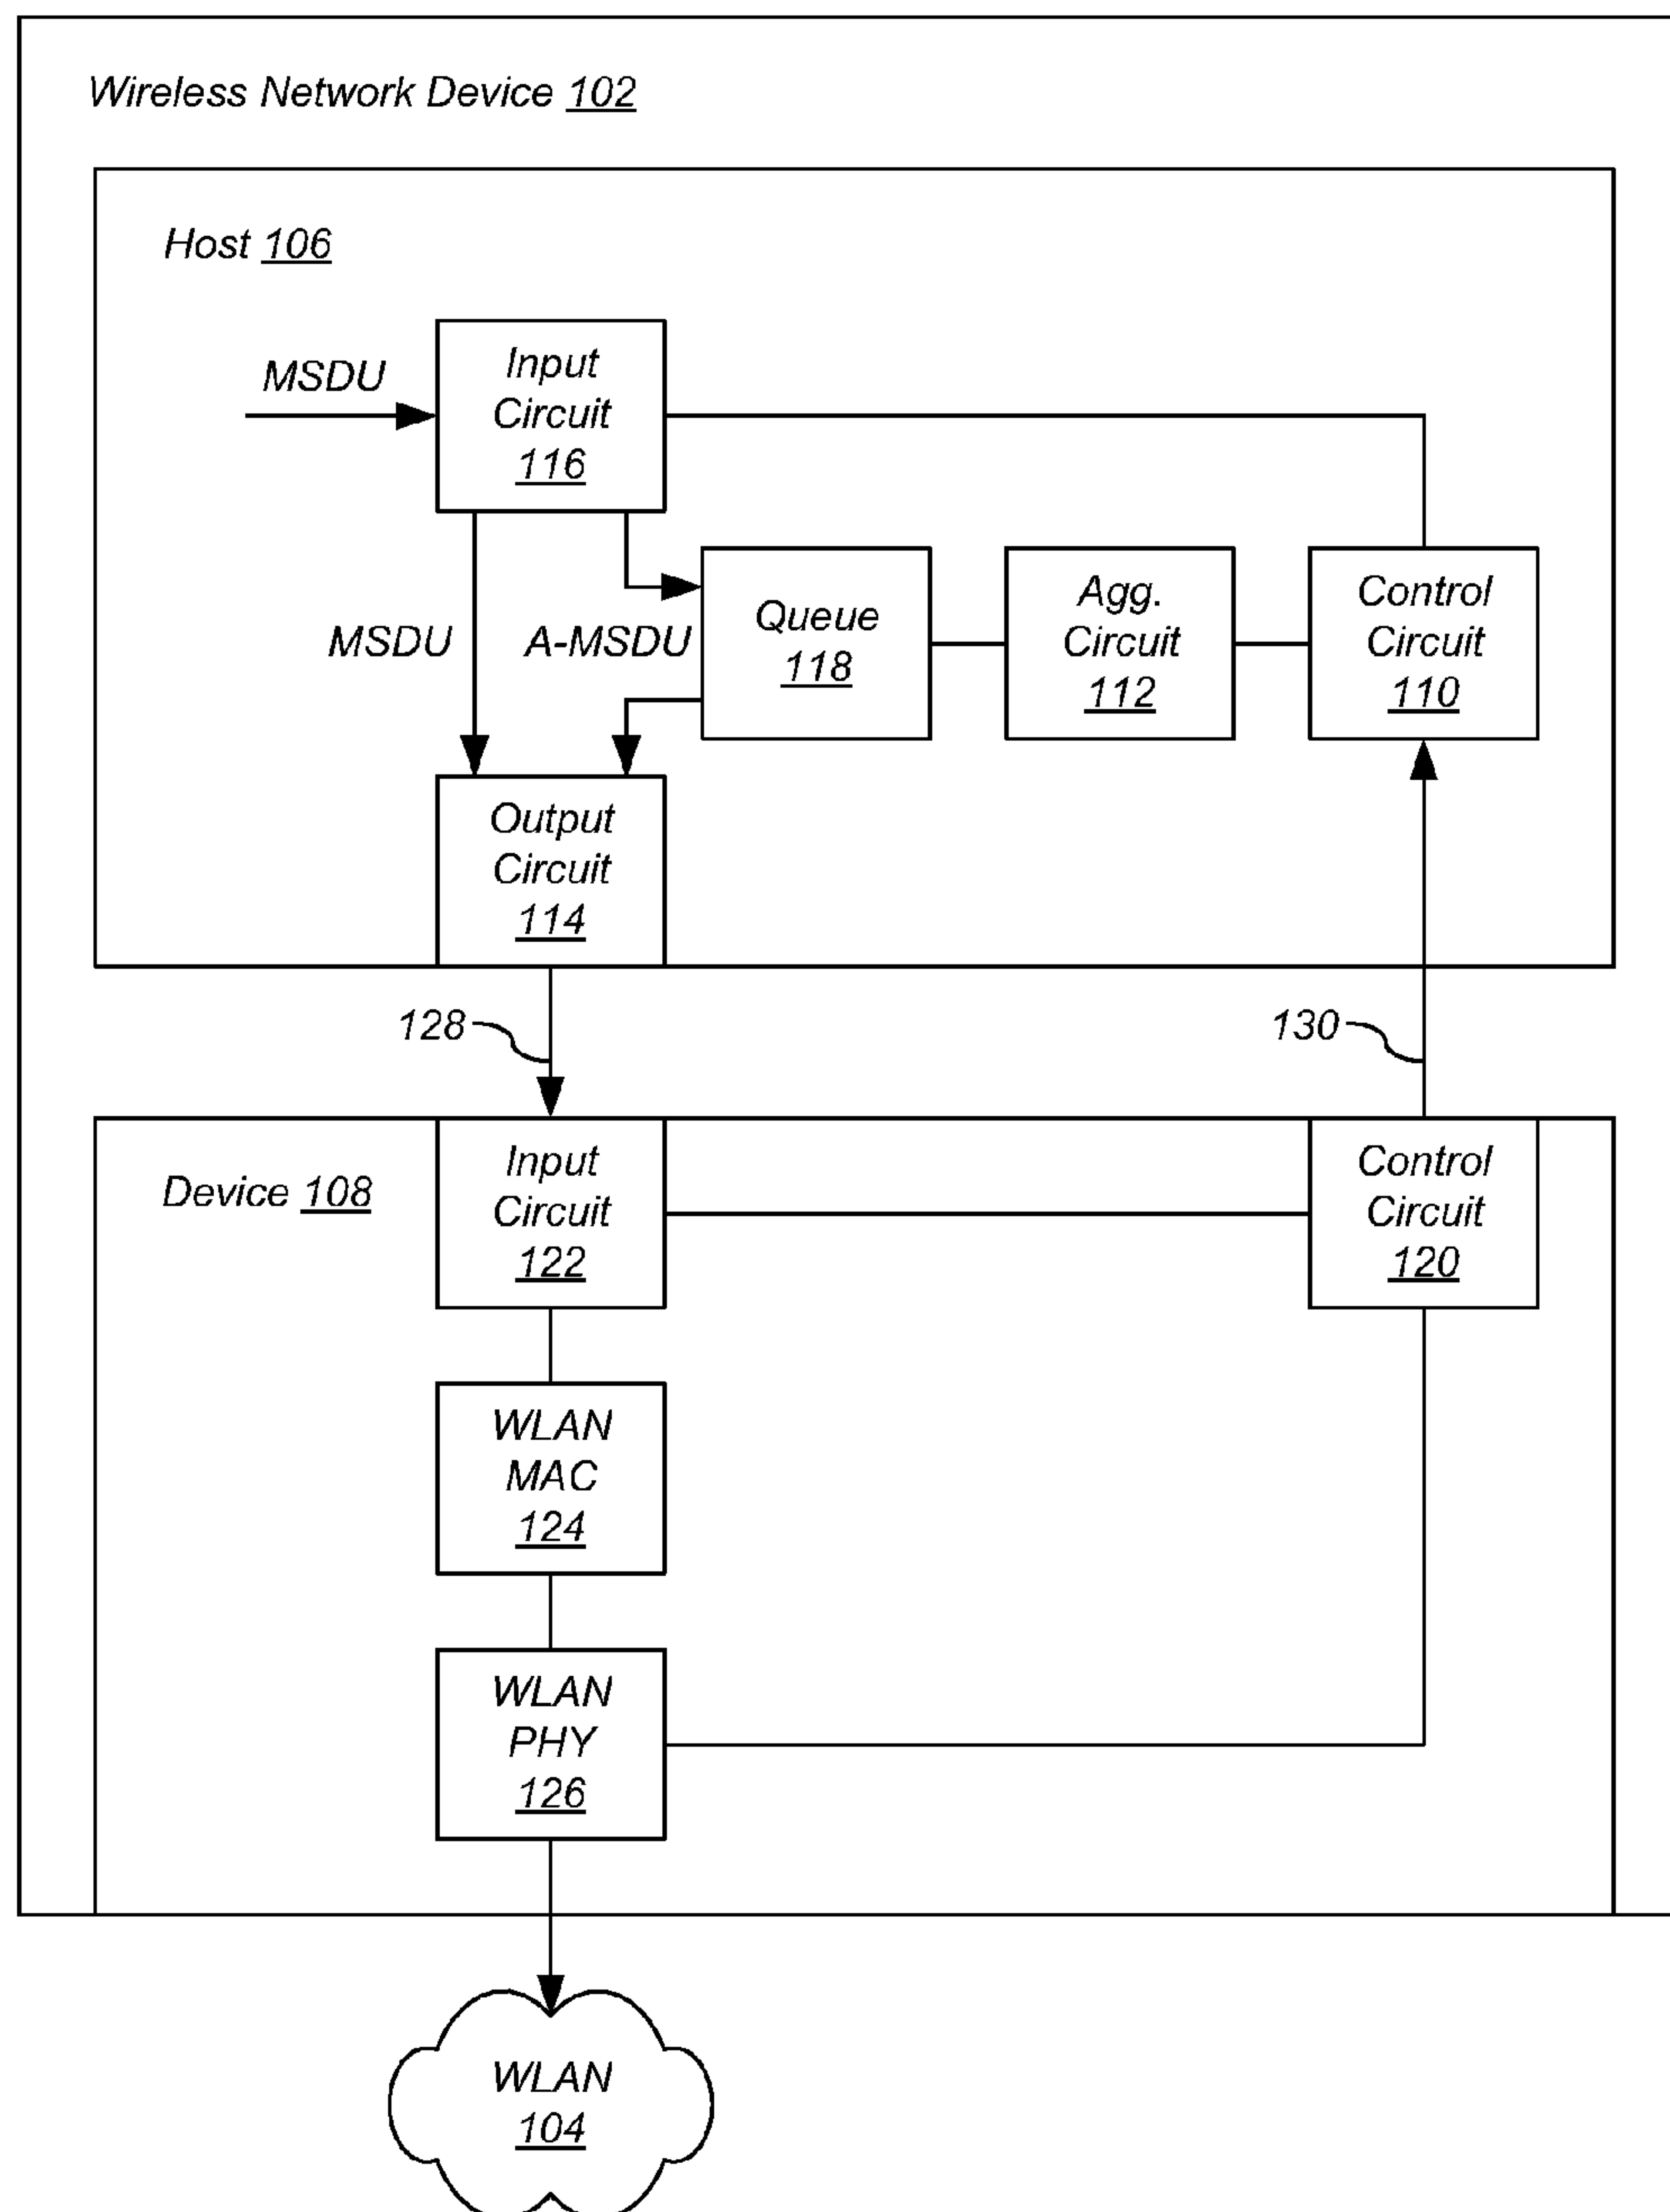 Wireless Network Device 102
Host 106
MSDU
Input
Circuit
116
MSDU
A-MSDU
Queue
118
Agg.
Circuit
112
Control
Circuit
110
Output
Circuit
114
128
130
Device 108
Input
Circuit
122
Control
Circuit
120
WLAN
MAC
124
WLAN
PHY
126
WLAN
104